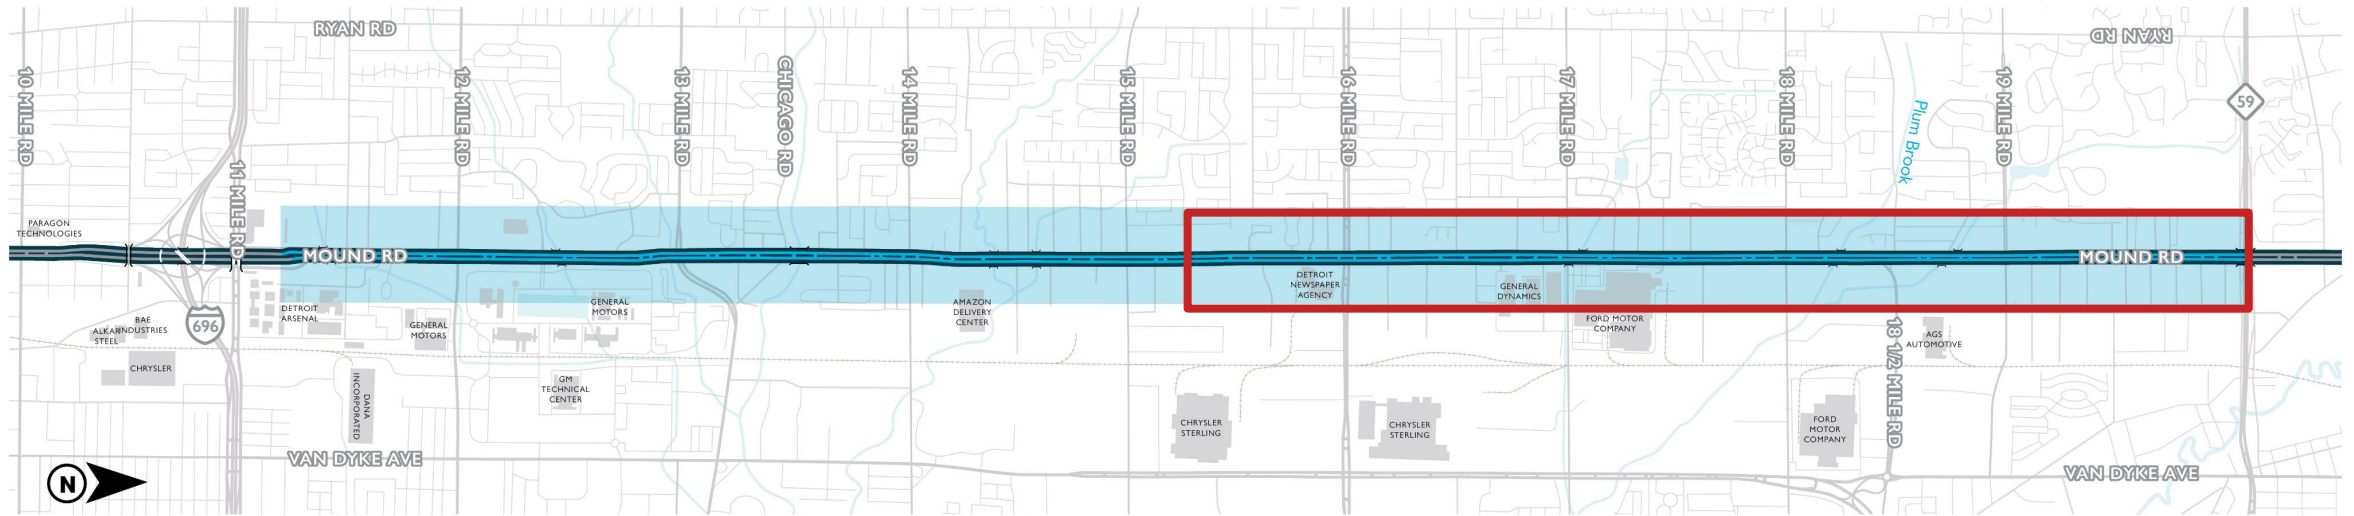 RYAN RD
RYAN RD
10 MILE RD
11 MILE RD
12 MILE RD
13 MILE RD
CHICAGO RD
14 MILE RD
15 MILE RD
16 MILE RD
17 MILE RD
18 MILE RD
Plum Brook
19 MILE RD
59
PARAGON
TECHNOLOGIES
MOUND RD
MOUND RD
DETROIT
NEWSPAPER
AGENCY
GENERAL
DYNAMICS
FORD MOTOR
COMPANY
BAE
INDUSTRIES
ALKAR
STEEL
696
DETROIT
ARSENAL
GENERAL
MOTORS
GENERAL
MOTORS
AMAZON
DELIVERY
CENTER
18 1/2 MILE RD
AGS
AUTOMOTIVE
CHRYSLER
DANA
INCORPORATED
GM
TECHNICAL
CENTER
CHRYSLER
STERLING
CHRYSLER
STERLING
FORD
MOTOR
COMPANY
VAN DYKE AVE
VAN DYKE AVE
N